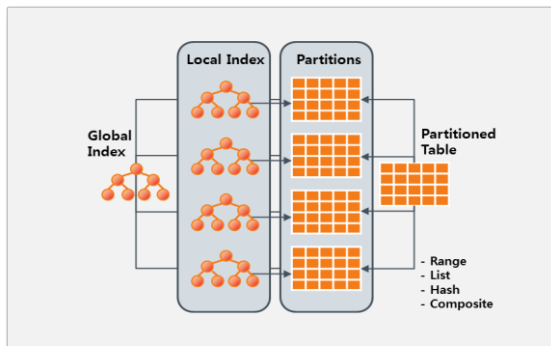 Local Index
Partitions
Global
Index
Partitioned
Table
- Range
- List
- Hash
- Composite